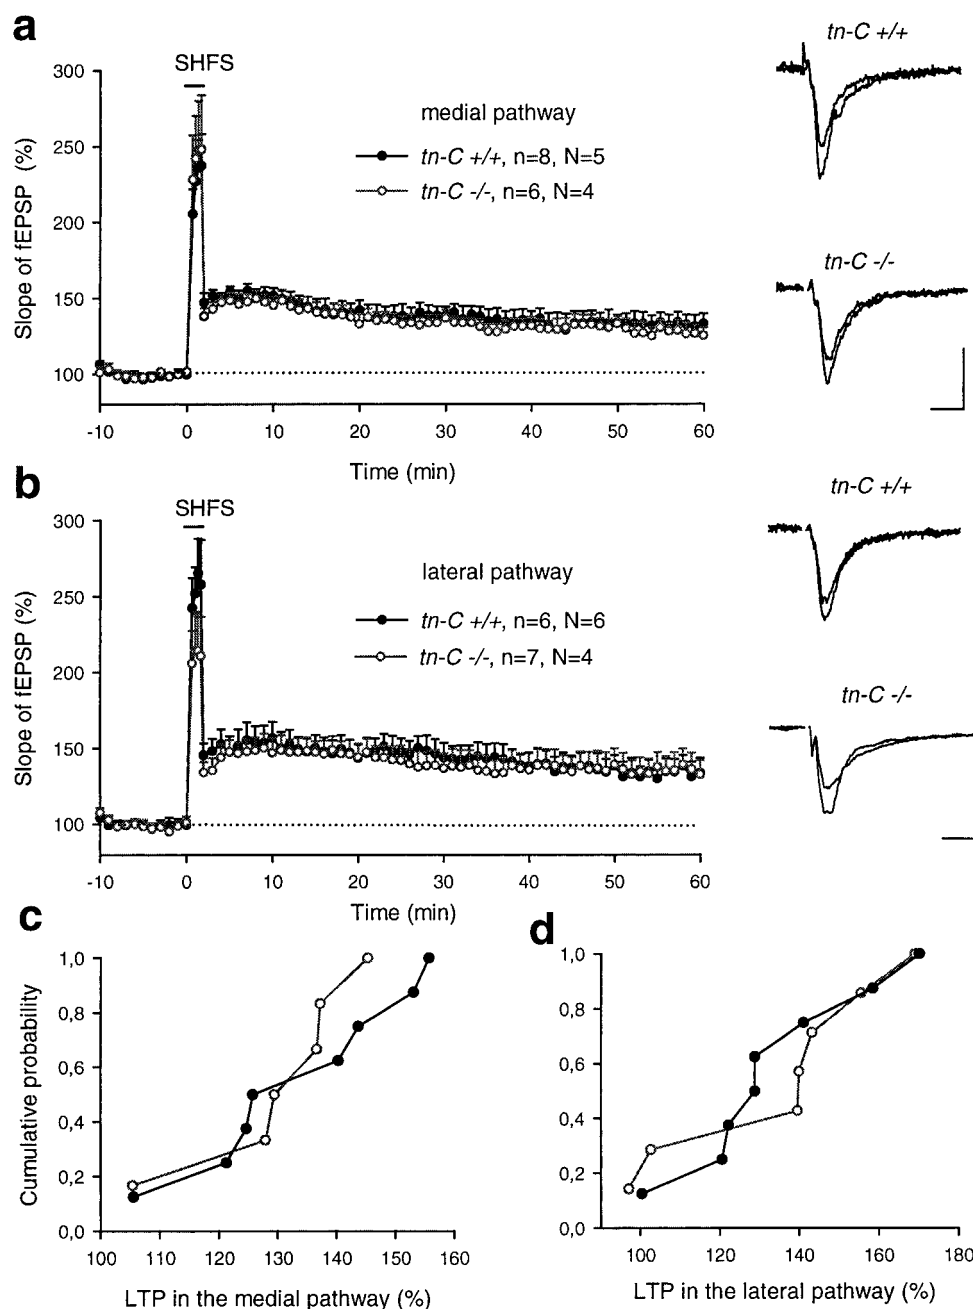 a
SHFS
medial pathway
tn-C +/+, n=8, N=5
tn-C -/-, n=6, N=4
Slope of fEPSP (%)
300
250
200
150
100
-10 0 10 20 30 40 50 60
Time (min)
tn-C +/+
tn-C -/-
b
SHFS
lateral pathway
tn-C +/+, n=6, N=6
tn-C -/-, n=7, N=4
Slope of fEPSP (%)
300
250
200
150
100
-10 0 10 20 30 40 50 60
Time (min)
tn-C +/+
tn-C -/-
c
Cumulative probability
1,0
0,8
0,6
0,4
0,2
0,0
100 110 120 130 140 150 160
LTP in the medial pathway (%)
d
1,0
0,8
0,6
0,4
0,2
0,0
100 120 140 160 180
LTP in the lateral pathway (%)